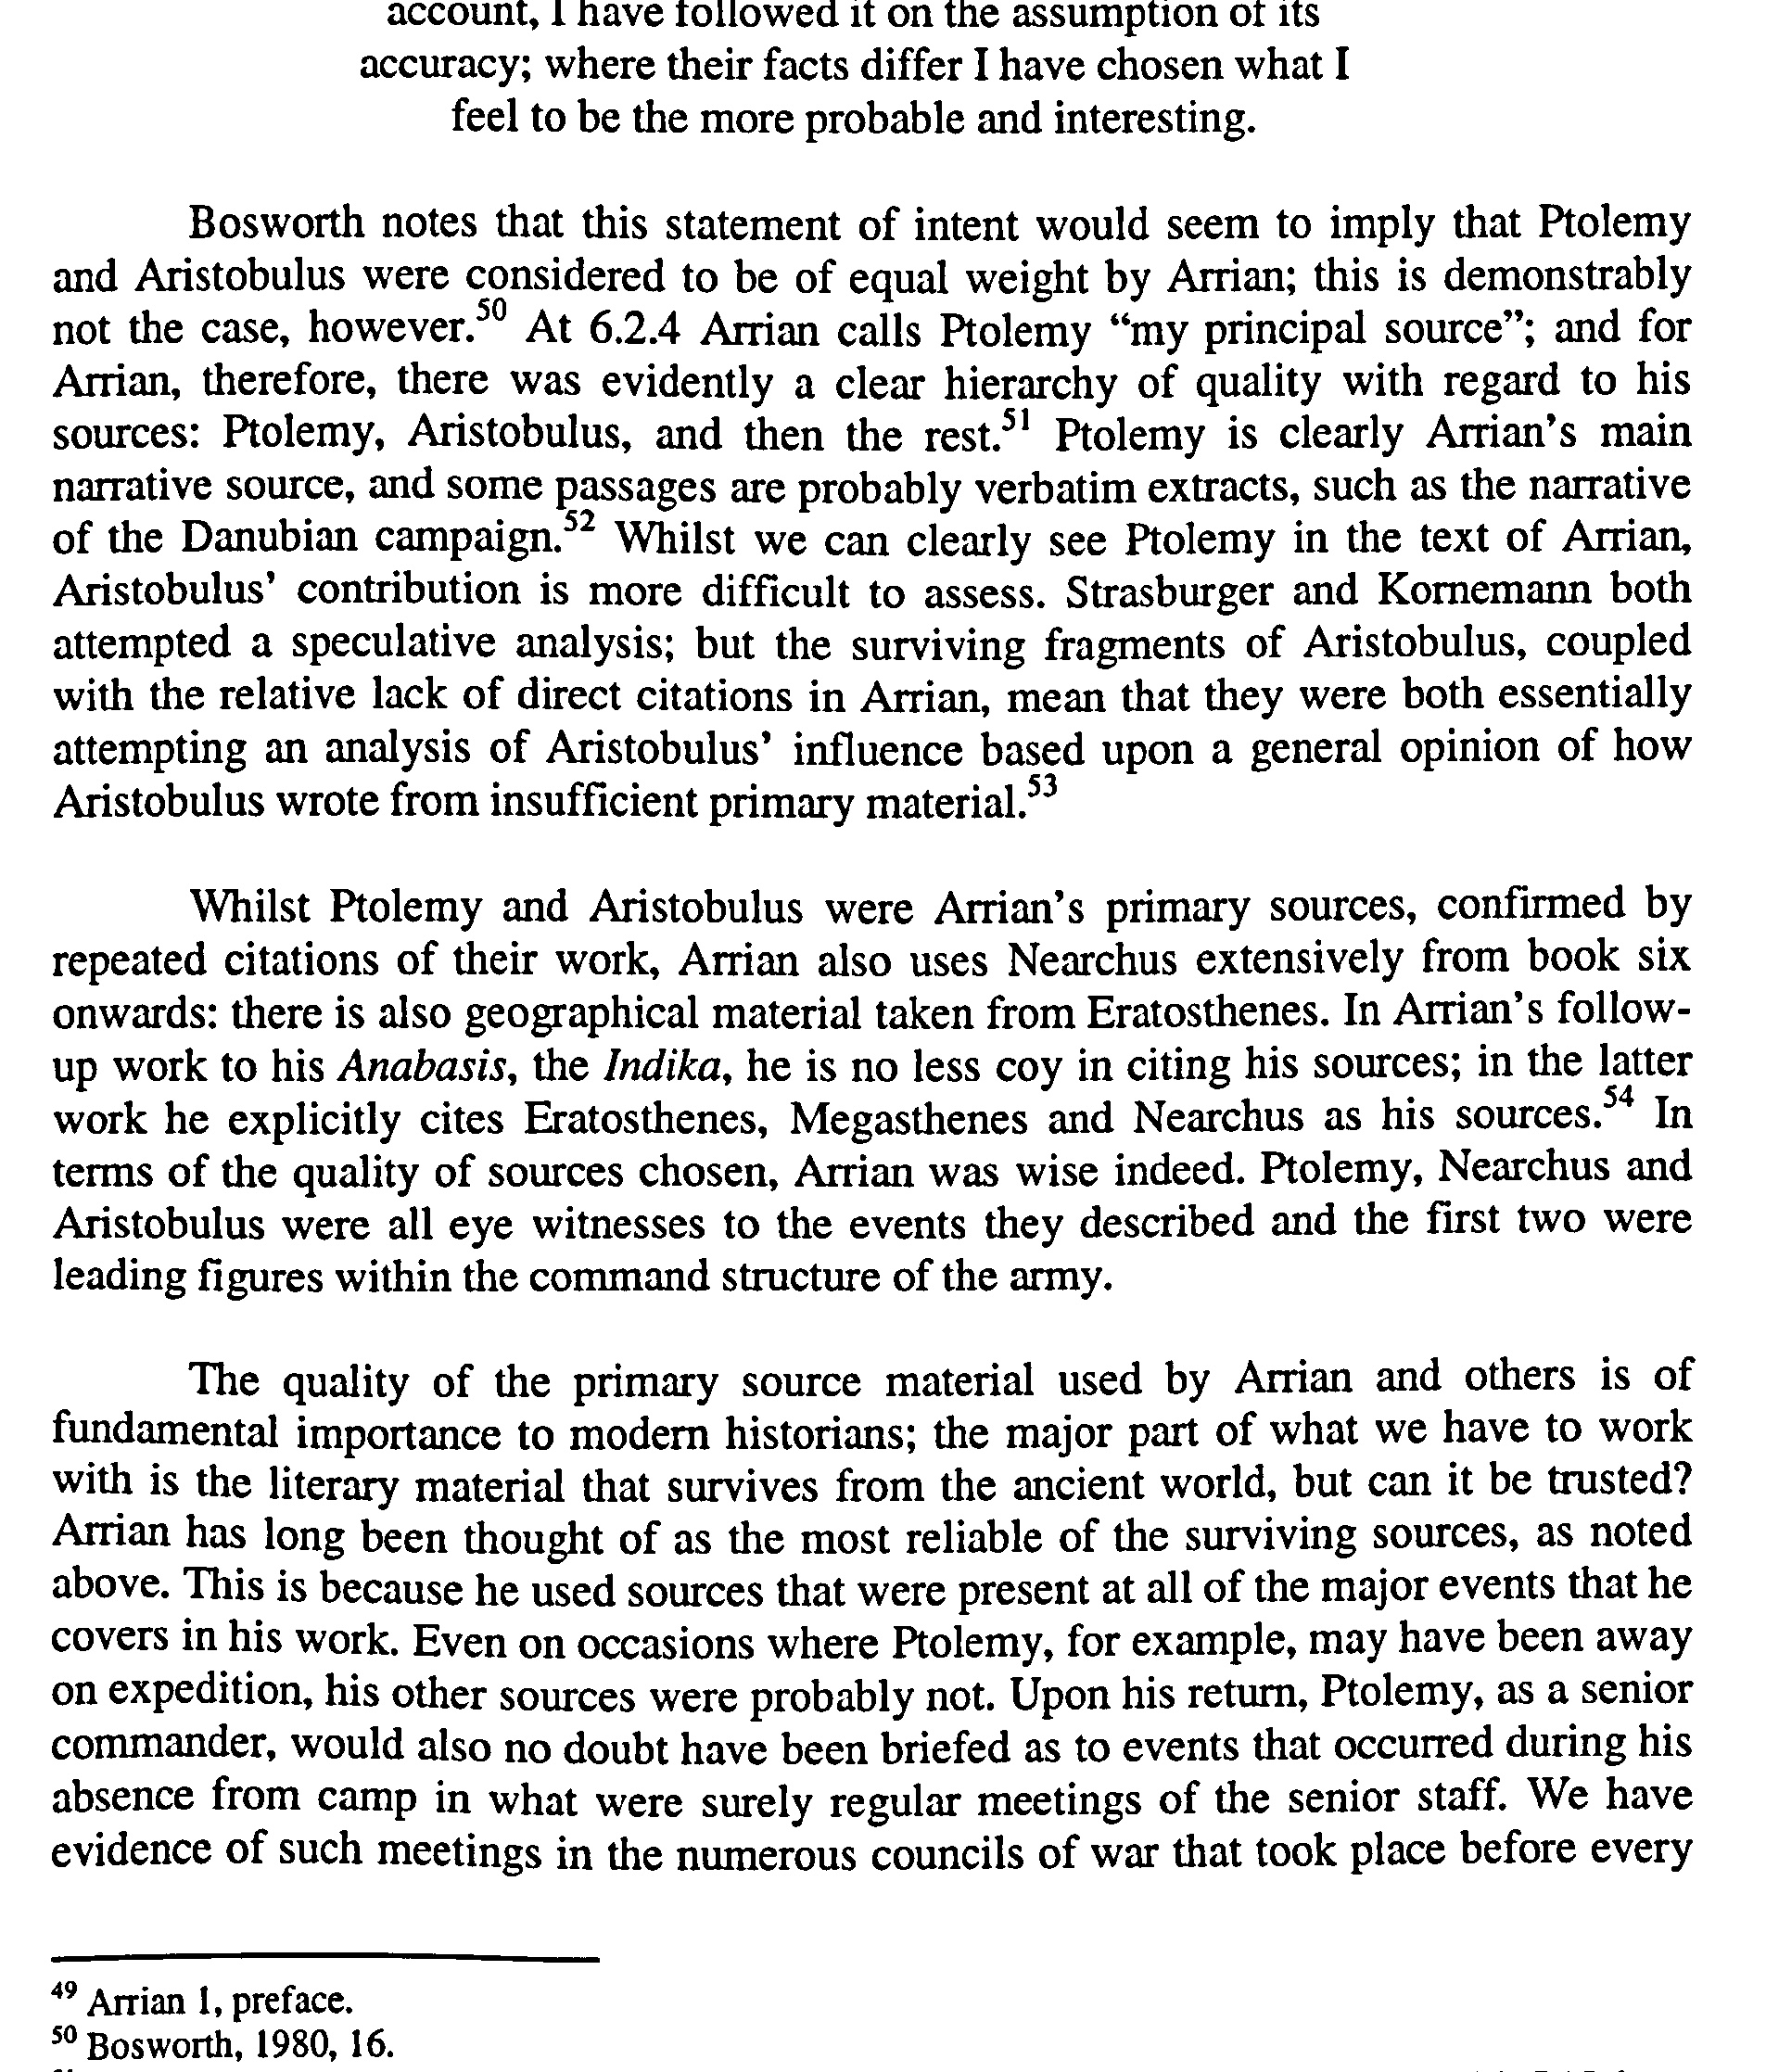 account, I have followed it on the assumption of its
accuracy; where their facts differ I have chosen what I
feel to be the more probable and interesting.
Bosworth notes that this statement of intent would seem to imply that Ptolemy
and Aristobulus were considered to be of equal weight by Arrian; this is demonstrably
not the case, however.50 At 6.2.4 Arrian calls Ptolemy “my principal source”; and for
Arrian, therefore, there was evidently a clear hierarchy of quality with regard to his
sources: Ptolemy, Aristobulus, and then the rest.51 Ptolemy is clearly Arrian’s main
narrative source, and some passages are probably verbatim extracts, such as the narrative
of the Danubian campaign.52 Whilst we can clearly see Ptolemy in the text of Arrian,
Aristobulus’ contribution is more difficult to assess. Strasburger and Kornemann both
attempted a speculative analysis; but the surviving fragments of Aristobulus, coupled
with the relative lack of direct citations in Arrian, mean that they were both essentially
attempting an analysis of Aristobulus’ influence based upon a general opinion of how
Aristobulus wrote from insufficient primary material.53
Whilst Ptolemy and Aristobulus were Arrian’s primary sources, confirmed by
repeated citations of their work, Arrian also uses Nearchus extensively from book six
onwards: there is also geographical material taken from Eratosthenes. In Arrian’s follow-
up work to his Anabasis, the Indika, he is no less coy in citing his sources; in the latter
work he explicitly cites Eratosthenes, Megasthenes and Nearchus as his sources.54 In
terms of the quality of sources chosen, Arrian was wise indeed. Ptolemy, Nearchus and
Aristobulus were all eye witnesses to the events they described and the first two were
leading figures within the command structure of the army.
The quality of the primary source material used by Arrian and others is of
fundamental importance to modern historians; the major part of what we have to work
with is the literary material that survives from the ancient world, but can it be trusted?
Arrian has long been thought of as the most reliable of the surviving sources, as noted
above. This is because he used sources that were present at all of the major events that he
covers in his work. Even on occasions where Ptolemy, for example, may have been away
on expedition, his other sources were probably not. Upon his return, Ptolemy, as a senior
commander, would also no doubt have been briefed as to events that occurred during his
absence from camp in what were surely regular meetings of the senior staff. We have
evidence of such meetings in the numerous councils of war that took place before every
49 Arrian 1, preface.
50 Bosworth, 1980, 16.